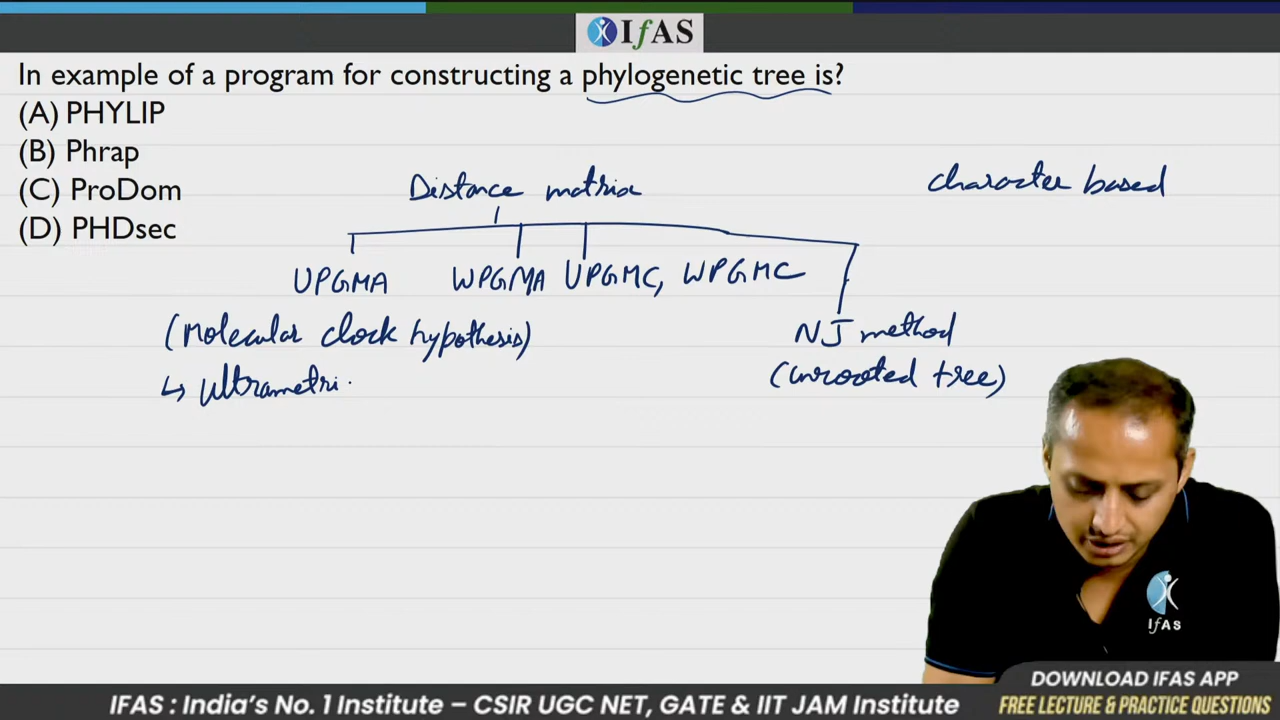 IfAS
In example of a program for constructing a phylogenetic tree is?
(A) PHYLIP
(B) Phrap
(C) ProDom
(D) PHDsec
Distance matrix
character based
UPGMA WPGMA UPGMC, WPGMC
(Molecular clock hypothesis)
NJ method
(unrooted tree)
↳ Ultrametri
IfAS
DOWNLOAD IFAS APP
FREE LECTURE & PRACTICE QUESTIONS
IFAS : India's No. 1 Institute – CSIR UGC NET, GATE & IIT JAM Institute